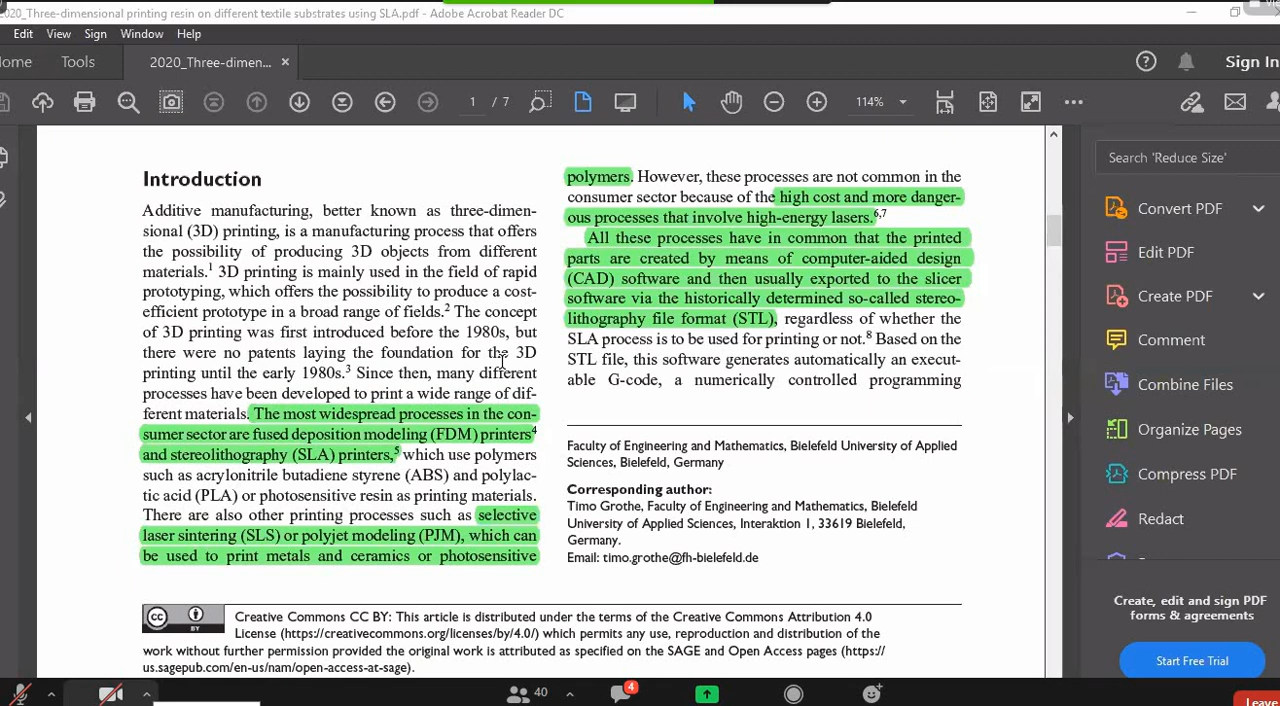 2020_Three-dimensional printing resin on different textile substrates using SLA.pdf - Adobe Acrobat Reader DC
Edit View Sign Window Help
ome Tools 2020_Three-dimen... × Sign In
1 / 7 114%
Introduction
Additive manufacturing, better known as three-dimen-
sional (3D) printing, is a manufacturing process that offers
the possibility of producing 3D objects from different
materials.1 3D printing is mainly used in the field of rapid
prototyping, which offers the possibility to produce a cost-
efficient prototype in a broad range of fields.2 The concept
of 3D printing was first introduced before the 1980s, but
there were no patents laying the foundation for the 3D
printing until the early 1980s.3 Since then, many different
processes have been developed to print a wide range of dif-
ferent materials. The most widespread processes in the con-
sumer sector are fused deposition modeling (FDM) printers4
and stereolithography (SLA) printers,5 which use polymers
such as acrylonitrile butadiene styrene (ABS) and polylac-
tic acid (PLA) or photosensitive resin as printing materials.
There are also other printing processes such as selective
laser sintering (SLS) or polyjet modeling (PJM), which can
be used to print metals and ceramics or photosensitive
polymers. However, these processes are not common in the
consumer sector because of the high cost and more danger-
ous processes that involve high-energy lasers.6,7
All these processes have in common that the printed
parts are created by means of computer-aided design
(CAD) software and then usually exported to the slicer
software via the historically determined so-called stereo-
lithography file format (STL), regardless of whether the
SLA process is to be used for printing or not.8 Based on the
STL file, this software generates automatically an execut-
able G-code, a numerically controlled programming
Faculty of Engineering and Mathematics, Bielefeld University of Applied
Sciences, Bielefeld, Germany
Corresponding author:
Timo Grothe, Faculty of Engineering and Mathematics, Bielefeld
University of Applied Sciences, Interaktion 1, 33619 Bielefeld,
Germany.
Email: timo.grothe@fh-bielefeld.de
cc BY
Creative Commons CC BY: This article is distributed under the terms of the Creative Commons Attribution 4.0
License (https://creativecommons.org/licenses/by/4.0/) which permits any use, reproduction and distribution of the
work without further permission provided the original work is attributed as specified on the SAGE and Open Access pages (https://
us.sagepub.com/en-us/nam/open-access-at-sage).
Search 'Reduce Size'
Convert PDF
Edit PDF
Create PDF
Comment
Combine Files
Organize Pages
Compress PDF
Redact
Create, edit and sign PDF
forms & agreements
Start Free Trial
40 4 Leave